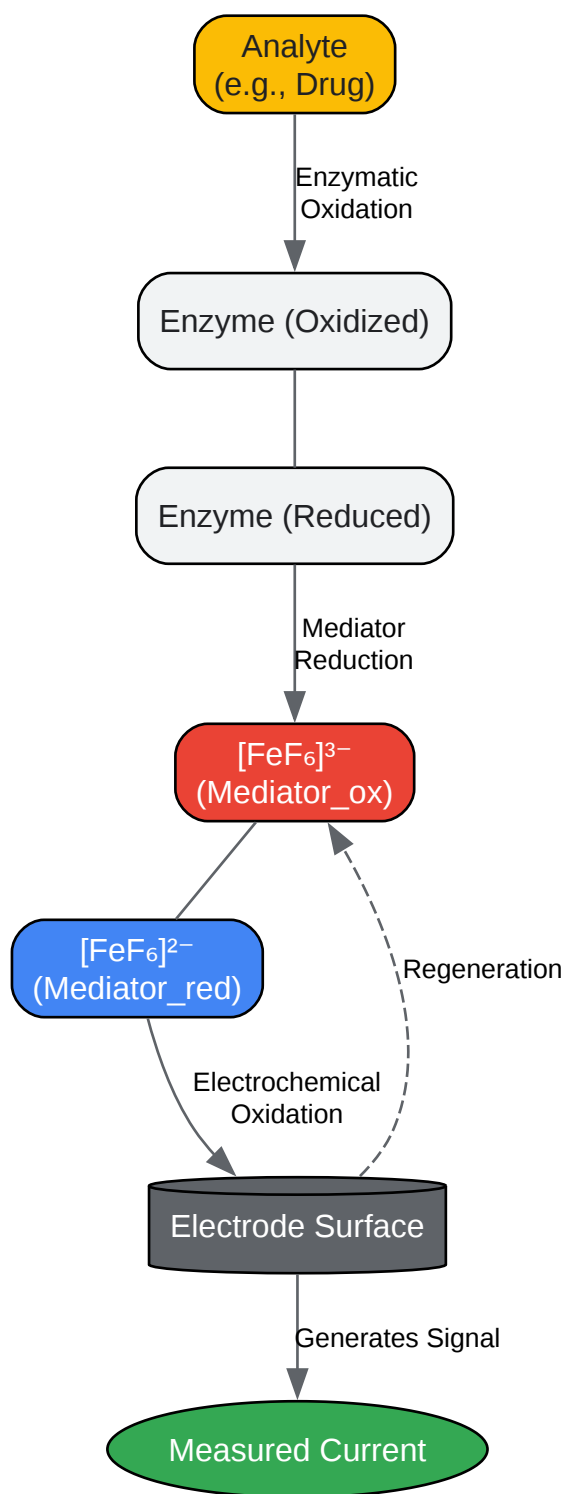 Analyte
(e.g., Drug)
Enzymatic
Oxidation
Enzyme (Oxidized)
Enzyme (Reduced)
Mediator
Reduction
[FeF₆]³⁻
(Mediator_ox)
[FeF₆]²⁻
(Mediator_red)
Regeneration
Electrochemical
Oxidation
Electrode Surface
Generates Signal
Measured Current